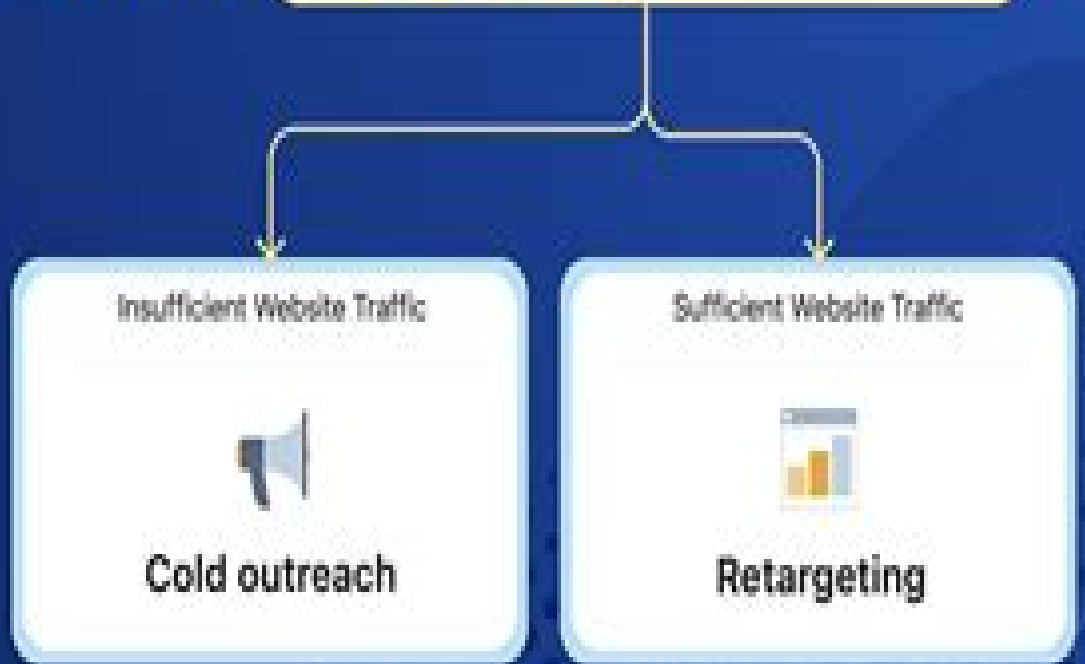 Insufficient Website Traffic
Cold outreach
Sufficient Website Traffic
Retargeting